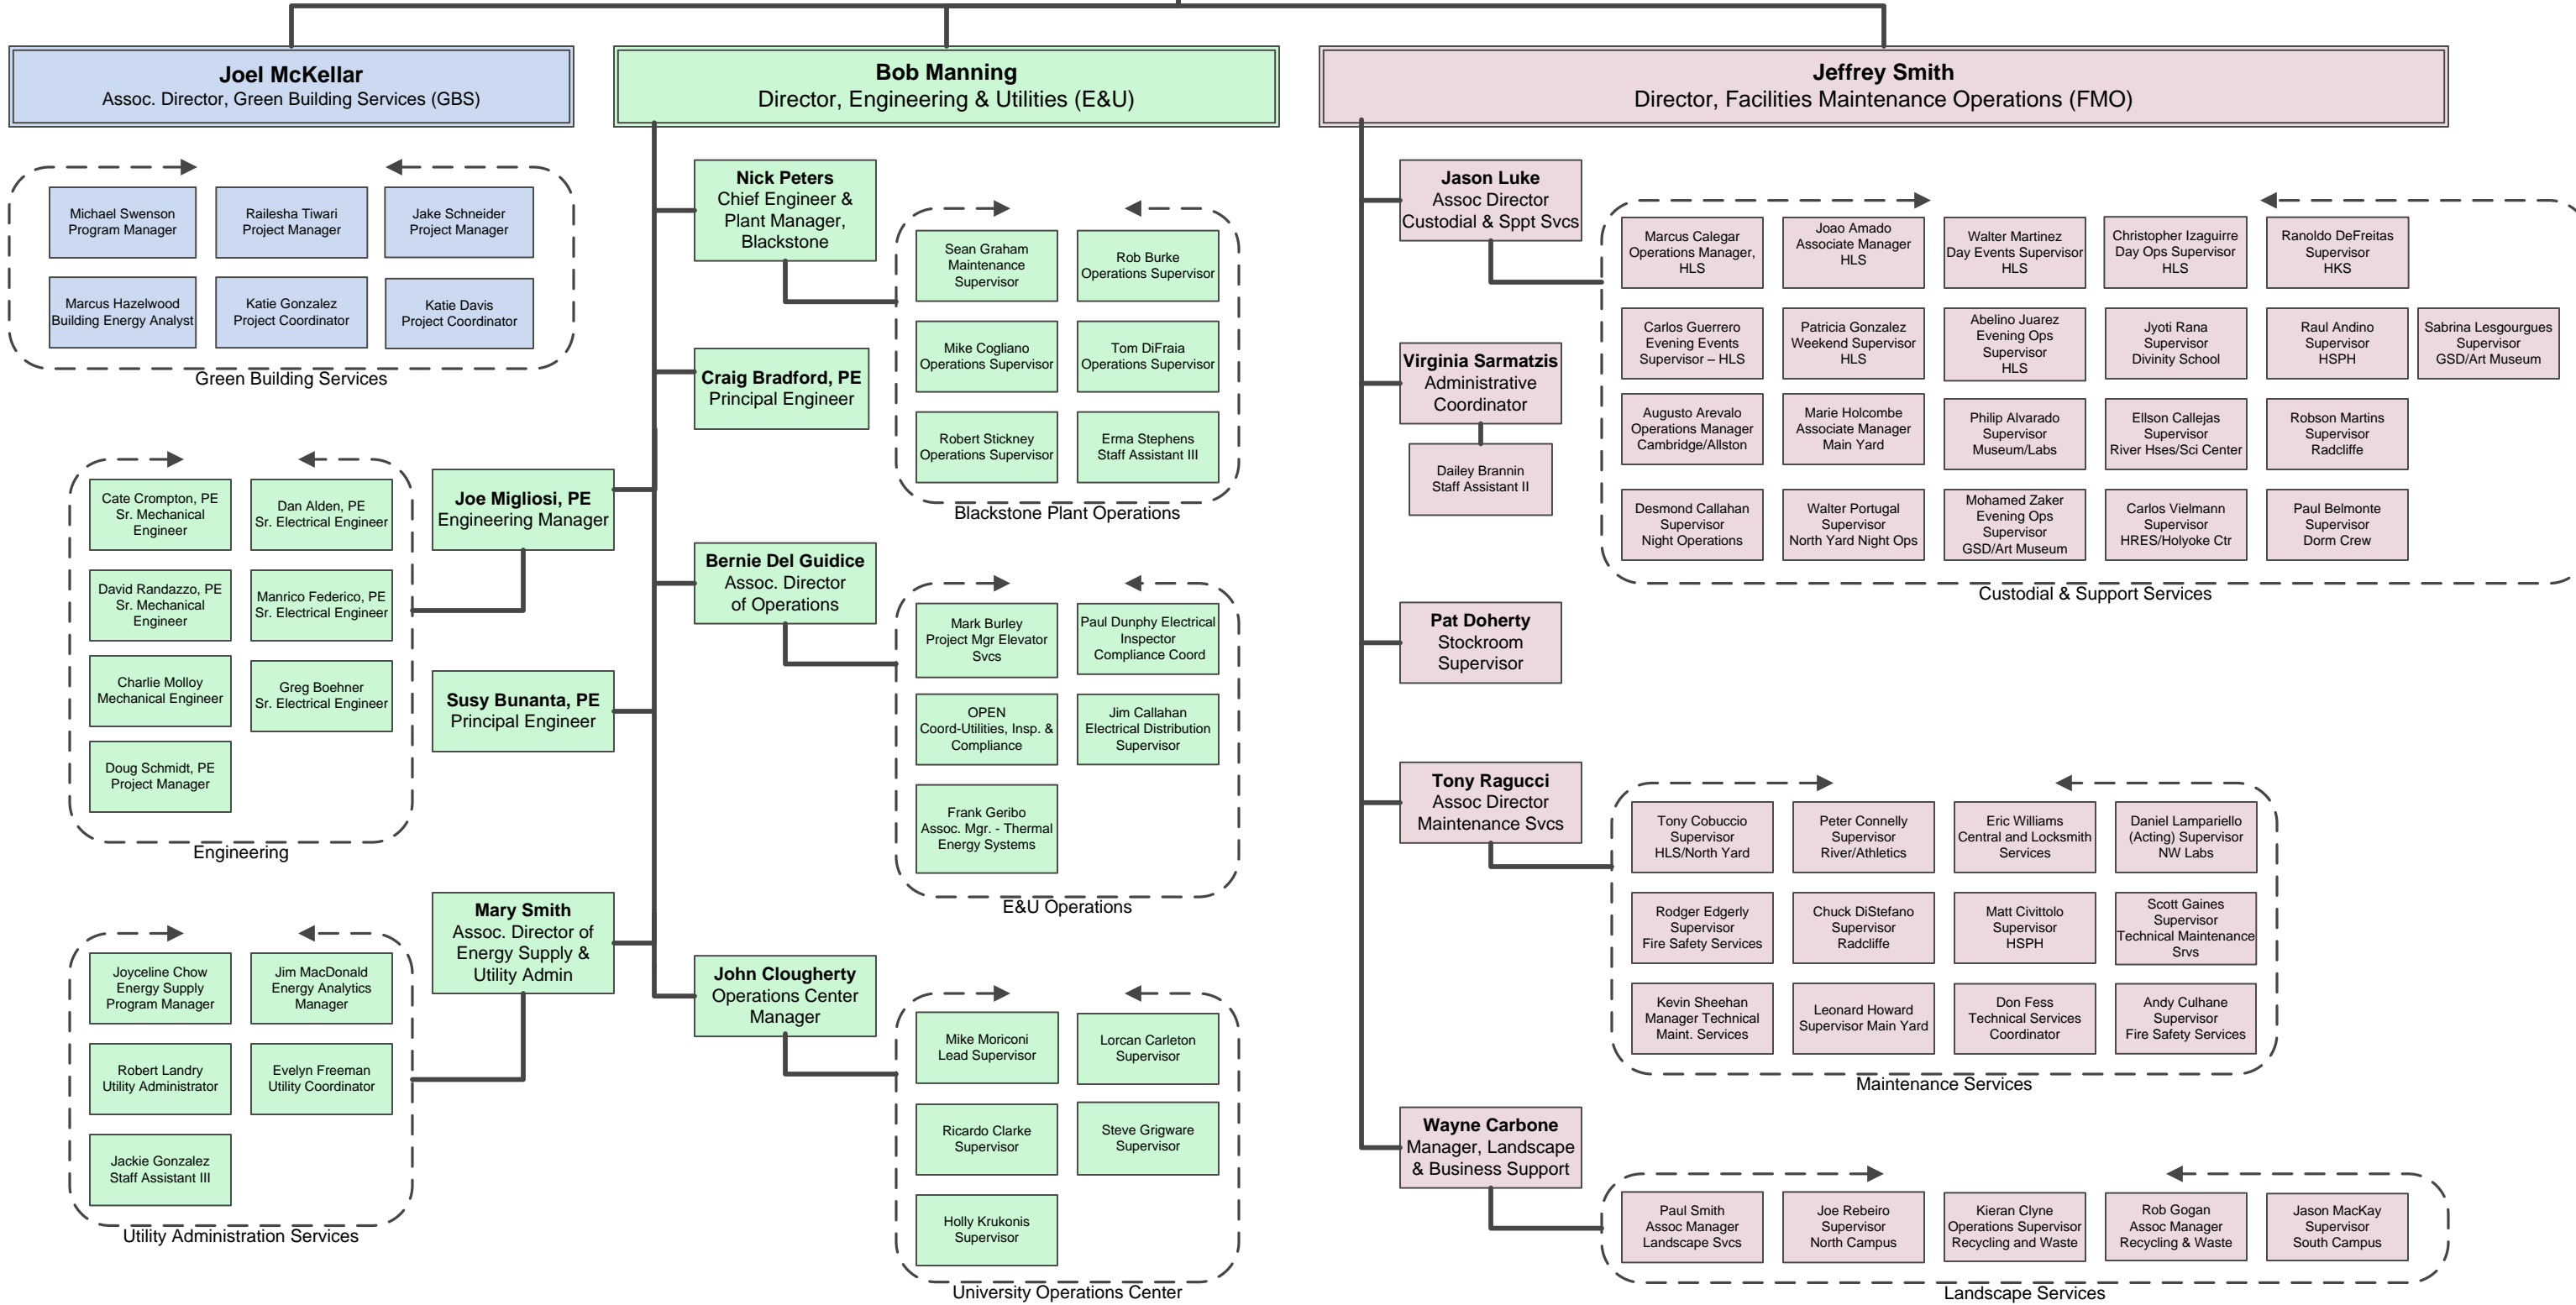 Joel McKellar
Assoc. Director, Green Building Services (GBS)
Bob Manning
Director, Engineering & Utilities (E&U)
Jeffrey Smith
Director, Facilities Maintenance Operations (FMO)
Michael Swenson
Program Manager
Railesha Tiwari
Project Manager
Jake Schneider
Project Manager
Marcus Hazelwood
Building Energy Analyst
Katie Gonzalez
Project Coordinator
Katie Davis
Project Coordinator
Green Building Services
Cate Crompton, PE
Sr. Mechanical
Engineer
Dan Alden, PE
Sr. Electrical Engineer
David Randazzo, PE
Sr. Mechanical
Engineer
Manrico Federico, PE
Sr. Electrical Engineer
Charlie Molloy
Mechanical Engineer
Greg Boehner
Sr. Electrical Engineer
Doug Schmidt, PE
Project Manager
Engineering
Joe Migliosi, PE
Engineering Manager
Susy Bunanta, PE
Principal Engineer
Mary Smith
Assoc. Director of
Energy Supply &
Utility Admin
Joyceline Chow
Energy Supply
Program Manager
Jim MacDonald
Energy Analytics
Manager
Robert Landry
Utility Administrator
Evelyn Freeman
Utility Coordinator
Jackie Gonzalez
Staff Assistant III
Utility Administration Services
Nick Peters
Chief Engineer &
Plant Manager,
Blackstone
Craig Bradford, PE
Principal Engineer
Sean Graham
Maintenance
Supervisor
Rob Burke
Operations Supervisor
Mike Cogliano
Operations Supervisor
Tom DiFraia
Operations Supervisor
Robert Stickney
Operations Supervisor
Erma Stephens
Staff Assistant III
Blackstone Plant Operations
Bernie Del Guidice
Assoc. Director
of Operations
Mark Burley
Project Mgr Elevator
Svcs
Paul Dunphy Electrical
Inspector
Compliance Coord
OPEN
Coord-Utilities, Insp. &
Compliance
Jim Callahan
Electrical Distribution
Supervisor
Frank Geribo
Assoc. Mgr. - Thermal
Energy Systems
E&U Operations
John Clougherty
Operations Center
Manager
Mike Moriconi
Lead Supervisor
Lorcan Carleton
Supervisor
Ricardo Clarke
Supervisor
Steve Grigware
Supervisor
Holly Krukonis
Supervisor
University Operations Center
Jason Luke
Assoc Director
Custodial & Sppt Svcs
Virginia Sarmatzis
Administrative
Coordinator
Dailey Brannin
Staff Assistant II
Marcus Calegar
Operations Manager,
HLS
Joao Amado
Associate Manager
HLS
Walter Martinez
Day Events Supervisor
HLS
Christopher Izaguirre
Day Ops Supervisor
HLS
Ranoldo DeFreitas
Supervisor
HKS
Carlos Guerrero
Evening Events
Supervisor – HLS
Patricia Gonzalez
Weekend Supervisor
HLS
Abelino Juarez
Evening Ops
Supervisor
HLS
Jyoti Rana
Supervisor
Divinity School
Raul Andino
Supervisor
HSPH
Sabrina Lesgourgues
Supervisor
GSD/Art Museum
Augusto Arevalo
Operations Manager
Cambridge/Allston
Marie Holcombe
Associate Manager
Main Yard
Philip Alvarado
Supervisor
Museum/Labs
Ellson Callejas
Supervisor
River Hses/Sci Center
Robson Martins
Supervisor
Radcliffe
Desmond Callahan
Supervisor
Night Operations
Walter Portugal
Supervisor
North Yard Night Ops
Mohamed Zaker
Evening Ops
Supervisor
GSD/Art Museum
Carlos Vielmann
Supervisor
HRES/Holyoke Ctr
Paul Belmonte
Supervisor
Dorm Crew
Custodial & Support Services
Pat Doherty
Stockroom
Supervisor
Tony Ragucci
Assoc Director
Maintenance Svcs
Tony Cobuccio
Supervisor
HLS/North Yard
Peter Connelly
Supervisor
River/Athletics
Eric Williams
Central and Locksmith
Services
Daniel Lampariello
(Acting) Supervisor
NW Labs
Rodger Edgerly
Supervisor
Fire Safety Services
Chuck DiStefano
Supervisor
Radcliffe
Matt Civittolo
Supervisor
HSPH
Scott Gaines
Supervisor
Technical Maintenance
Srvs
Kevin Sheehan
Manager Technical
Maint. Services
Leonard Howard
Supervisor Main Yard
Don Fess
Technical Services
Coordinator
Andy Culhane
Supervisor
Fire Safety Services
Maintenance Services
Wayne Carbone
Manager, Landscape
& Business Support
Paul Smith
Assoc Manager
Landscape Svcs
Joe Rebeiro
Supervisor
North Campus
Kieran Clyne
Operations Supervisor
Recycling and Waste
Rob Gogan
Assoc Manager
Recycling & Waste
Jason MacKay
Supervisor
South Campus
Landscape Services